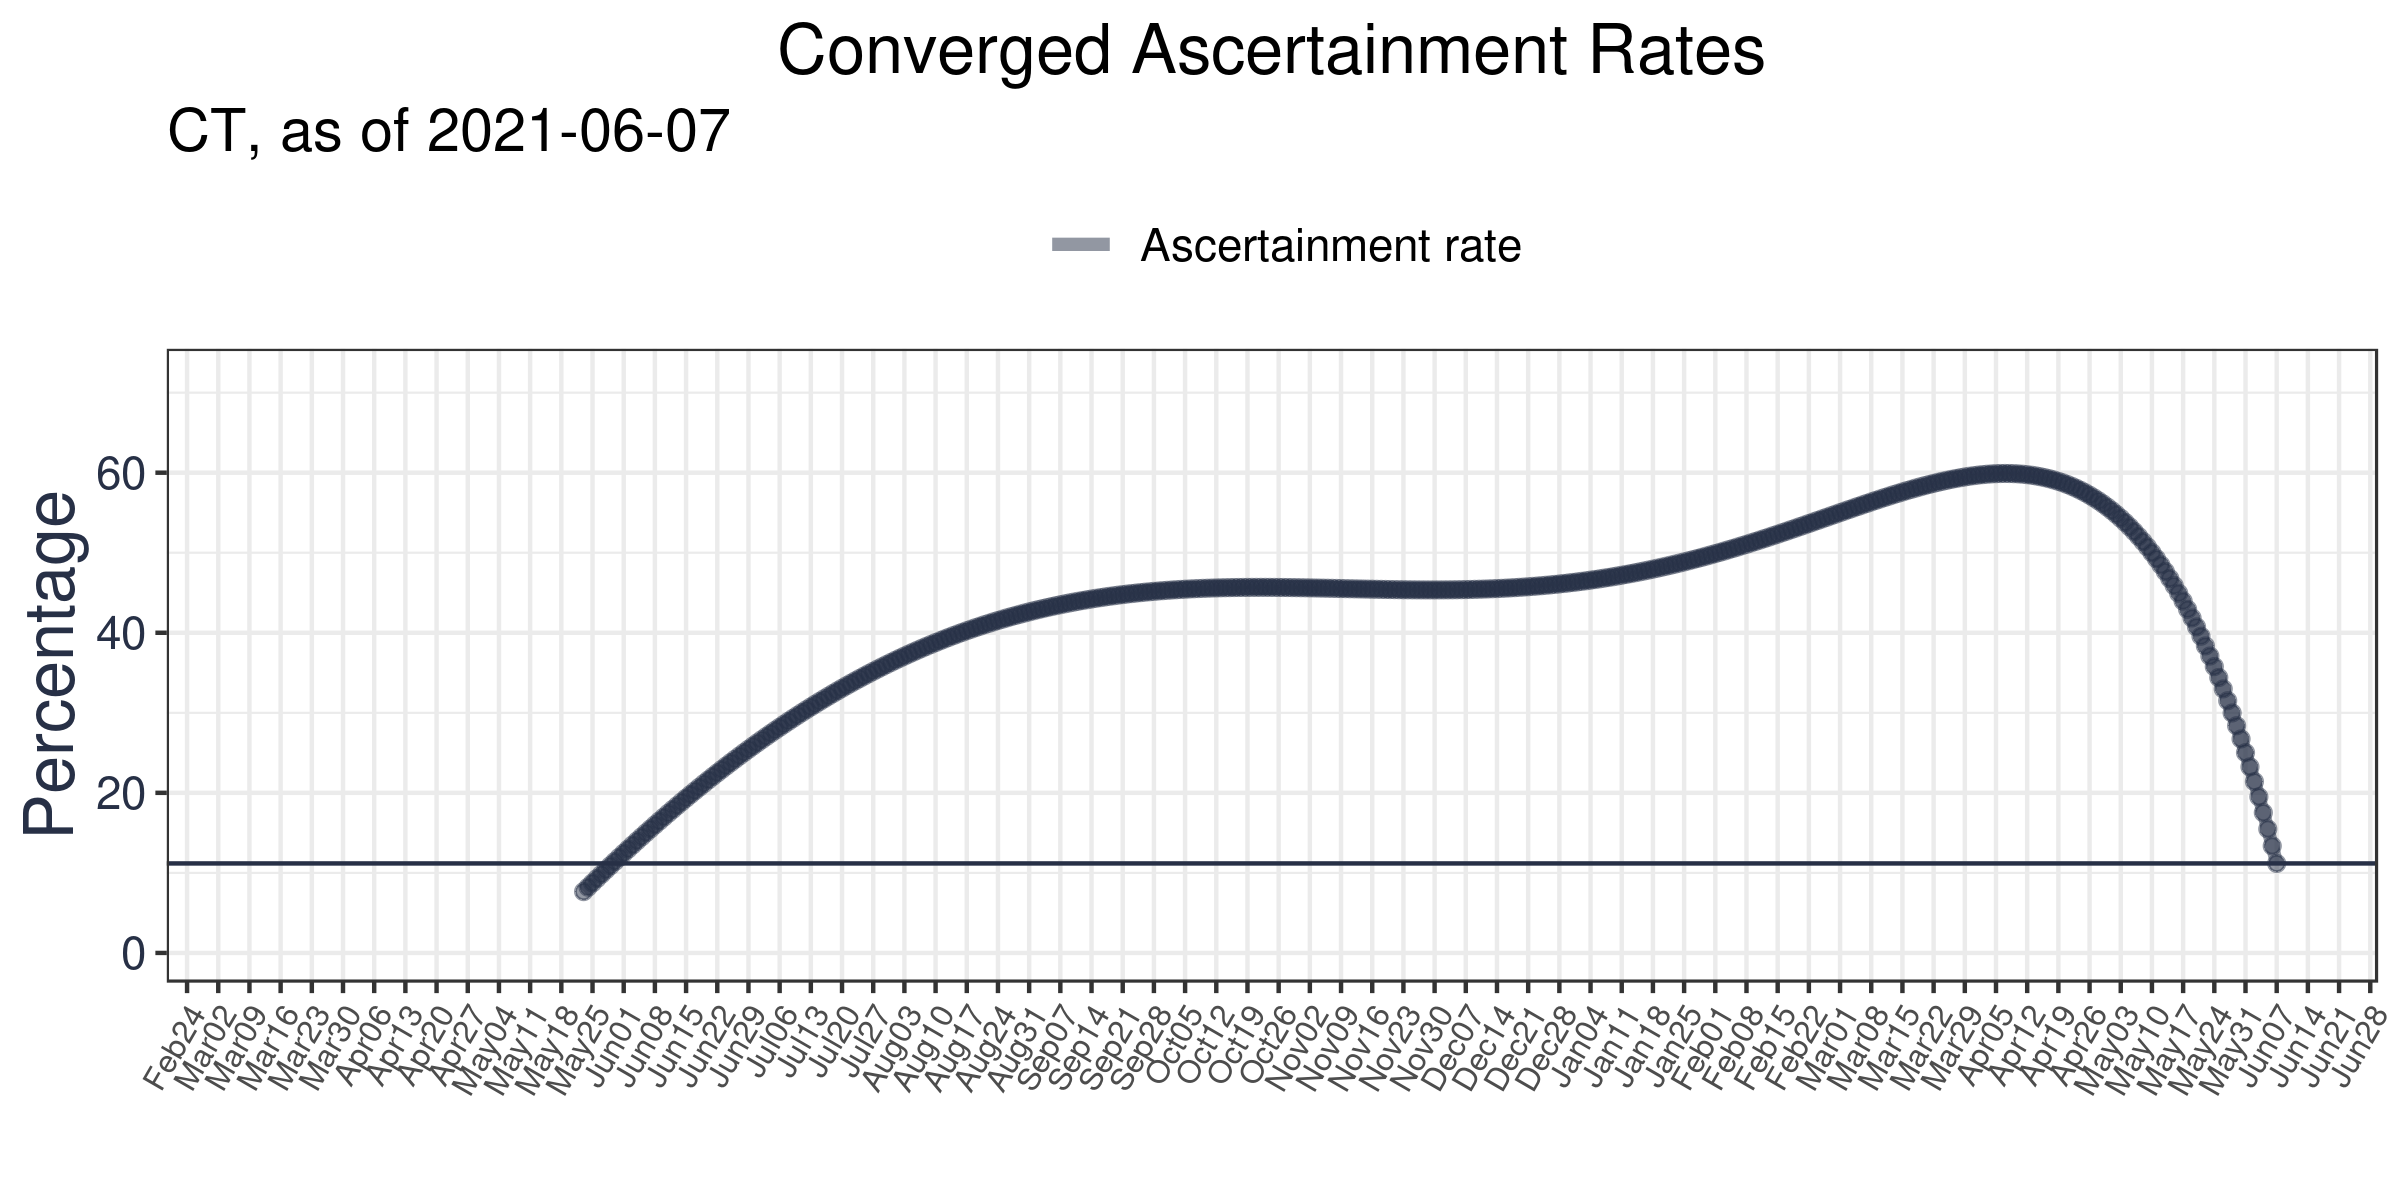 Converged Ascertainment Rates
CT, as of 2021-06-07
Ascertainment rate
Percentage
60
40
20
0
Feb24 Mar02 Mar09 Mar16 Mar23 Mar30 Apr06 Apr13 Apr20 Apr27 May04 May11 May18 May25 Jun01 Jun08 Jun15 Jun22 Jun29 Jul06 Jul13 Jul20 Jul27 Aug03 Aug10 Aug17 Aug24 Aug31 Sep07 Sep14 Sep21 Sep28 Oct05 Oct12 Oct19 Oct26 Nov02 Nov09 Nov16 Nov23 Nov30 Dec07 Dec14 Dec21 Dec28 Jan04 Jan11 Jan18 Jan25 Feb01 Feb08 Feb15 Feb22 Mar01 Mar08 Mar15 Mar22 Mar29 Apr05 Apr12 Apr19 Apr26 May03 May10 May17 May24 May31 Jun07 Jun14 Jun21 Jun28